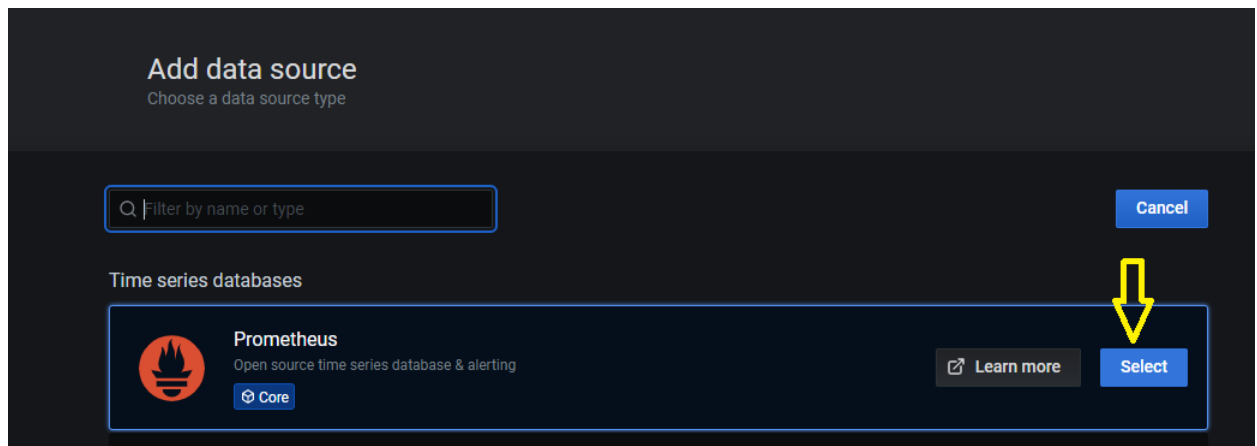 Add data source
Choose a data source type
Filter by name or type
Cancel
Time series databases
Prometheus
Open source time series database & alerting
Core
Learn more
Select